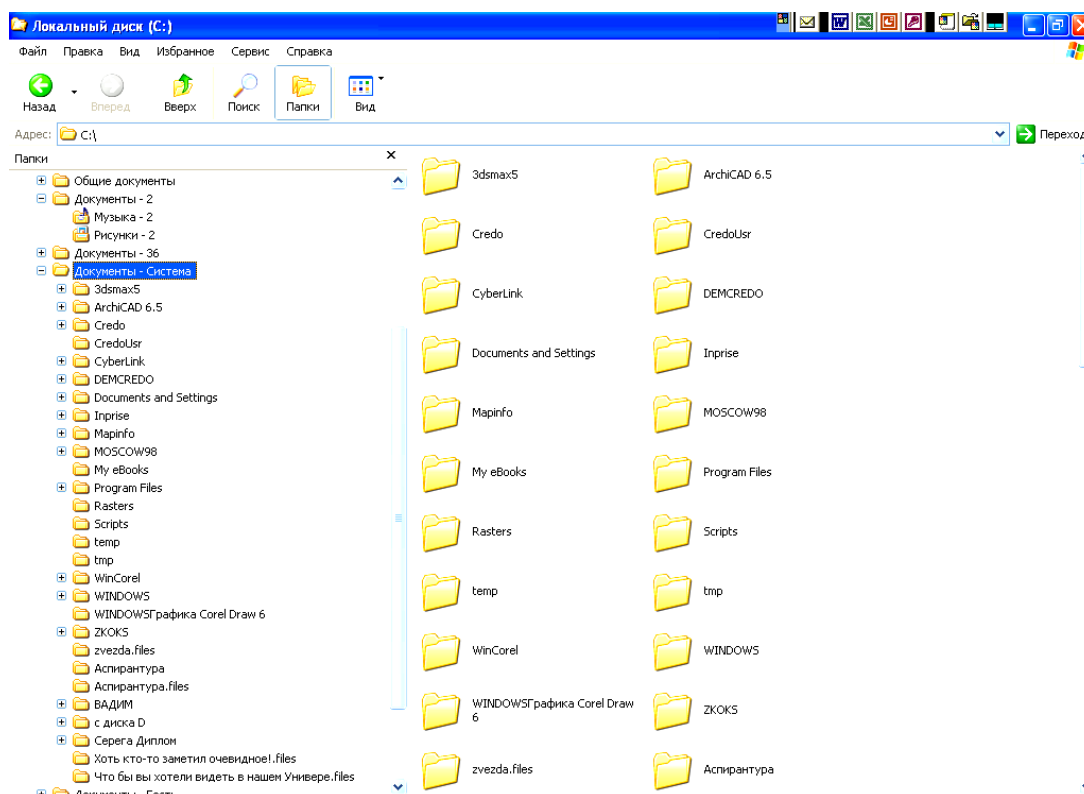 Локальный диск (C:)
Файл Правка Вид Избранное Сервис Справка
Назад Вперед Вверх Поиск Папки Вид
Адрес: C:\ Переход
Папки
Общие документы
Документы - 2
Музыка - 2
Рисунки - 2
Документы - 36
Документы - Система
3dsmax5
ArchiCAD 6.5
Credo
CredoUsr
CyberLink
DEMCREDO
Documents and Settings
Inprise
Mapinfo
MOSCOW98
My eBooks
Program Files
Rasters
Scripts
temp
tmp
WinCorel
WINDOWS
WINDOWSГрафика Corel Draw 6
ZKOKS
zvezda.files
Аспирантура
Аспирантура.files
ВАДИМ
с диска D
Серега Диплом
Хоть кто-то заметил очевидное!.files
Что бы вы хотели видеть в нашем Универе.files
Документы - Гость
3dsmax5 ArchiCAD 6.5
Credo CredoUsr
CyberLink DEMCREDO
Documents and Settings Inprise
Mapinfo MOSCOW98
My eBooks Program Files
Rasters Scripts
temp tmp
WinCorel WINDOWS
WINDOWSГрафика Corel Draw
6 ZKOKS
zvezda.files Аспирантура